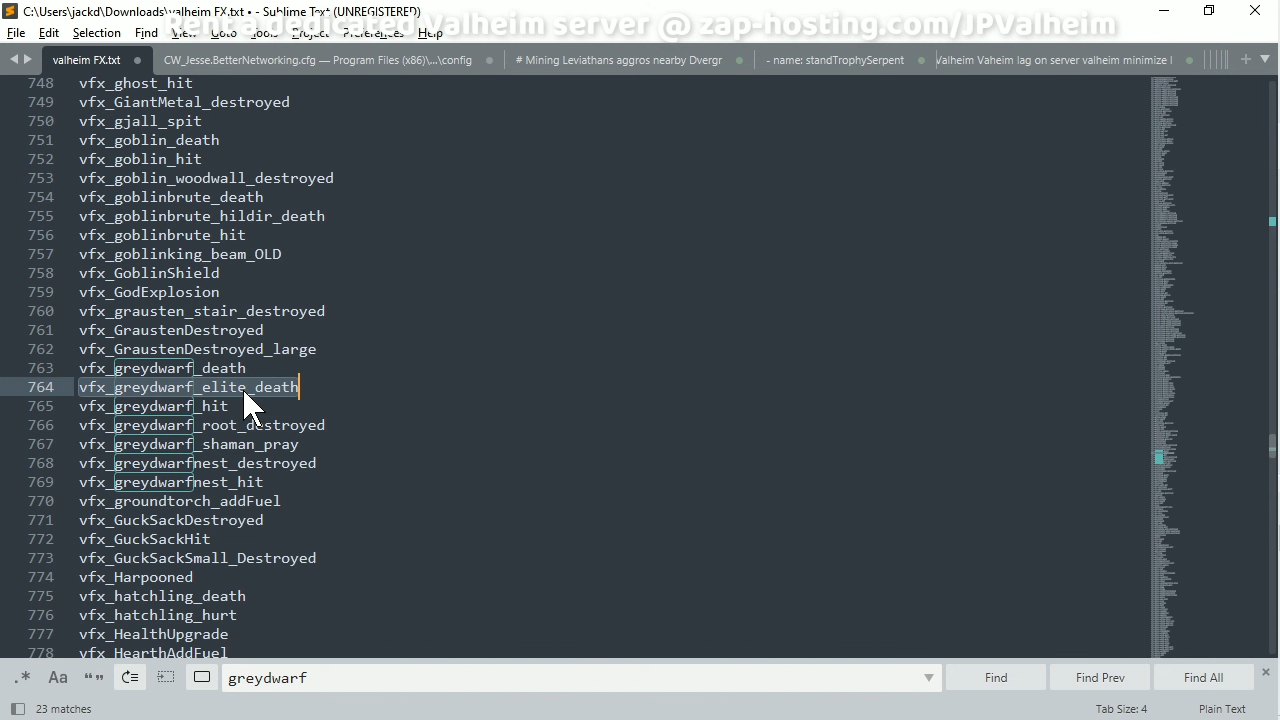 C:\Users\jackd\Downloads\valheim FX.txt • - Sublime Text (UNREGISTERED)
Rent a dedicated valheim server @ zap-hosting.com/JPValheim
File Edit Selection Find View Goto Tools Project Preferences Help
valheim FX.txt
CW_Jesse.BetterNetworking.cfg — Program Files (x86)\...\config
# Mining Leviathans aggros nearby Dvergr
- name: standTrophySerpent
Valheim Vaheim lag on server valheim minimize l
748 vfx_ghost_hit
749 vfx_GiantMetal_destroyed
750 vfx_gjall_spit
751 vfx_goblin_death
752 vfx_goblin_hit
753 vfx_goblin_woodwall_destroyed
754 vfx_goblinbrute_death
755 vfx_goblinbrute_hildir_death
756 vfx_goblinbrute_hit
757 vfx_goblinking_beam_hit
758 vfx_GoblinShield
759 vfx_godExplosion
760 vfx_grausten_stair_destroyed
761 vfx_GraustenDestroyed
762 vfx_GraustenDestroyed_large
763 vfx_greydwarf_death
764 vfx_greydwarf_elite_death
765 vfx_greydwarf_hit
766 vfx_greydwarf_root_destroyed
767 vfx_greydwarf_shaman_pray
768 vfx_greydwarfnest_destroyed
769 vfx_greydwarfnest_hit
770 vfx_groundtorch_addFuel
771 vfx_GuckSackDestroyed
772 vfx_GuckSackHit
773 vfx_GuckSackSmall_Destroyed
774 vfx_Harpooned
775 vfx_hatchling_death
776 vfx_hatchling_hurt
777 vfx_HealthUpgrade
778 vfx_HearthAddFuel
.* Aa “”
greydwarf
Find
Find Prev
Find All
23 matches
Tab Size: 4
Plain Text